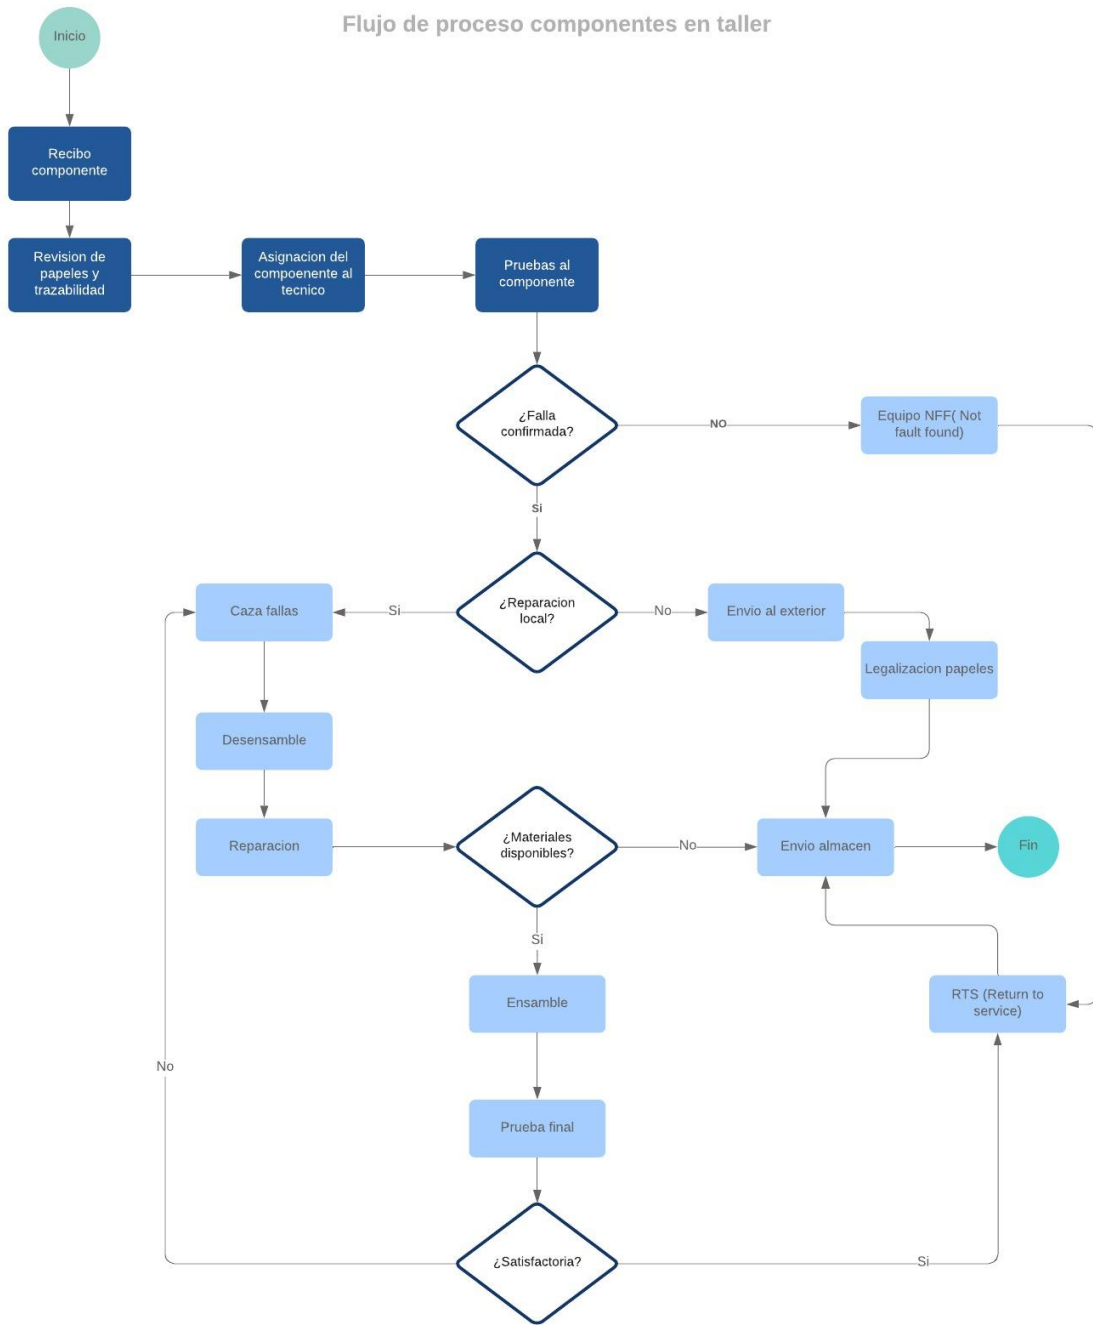 Flujo de proceso componentes en taller
Inicio
Recibo
componente
Revision de
papeles y
trazabilidad
Asignacion del
compoenente al
tecnico
Pruebas al
componente
¿Falla
confirmada?
NO
Equipo NFF( Not
fault found)
Si
¿Reparacion
local?
Si
Caza fallas
No
Envio al exterior
Legalizacion papeles
Desensamble
Reparacion
¿Materiales
disponibles?
No
Envio almacen
Fin
Si
Ensamble
RTS (Return to
service)
No
Prueba final
¿Satisfactoria?
Si